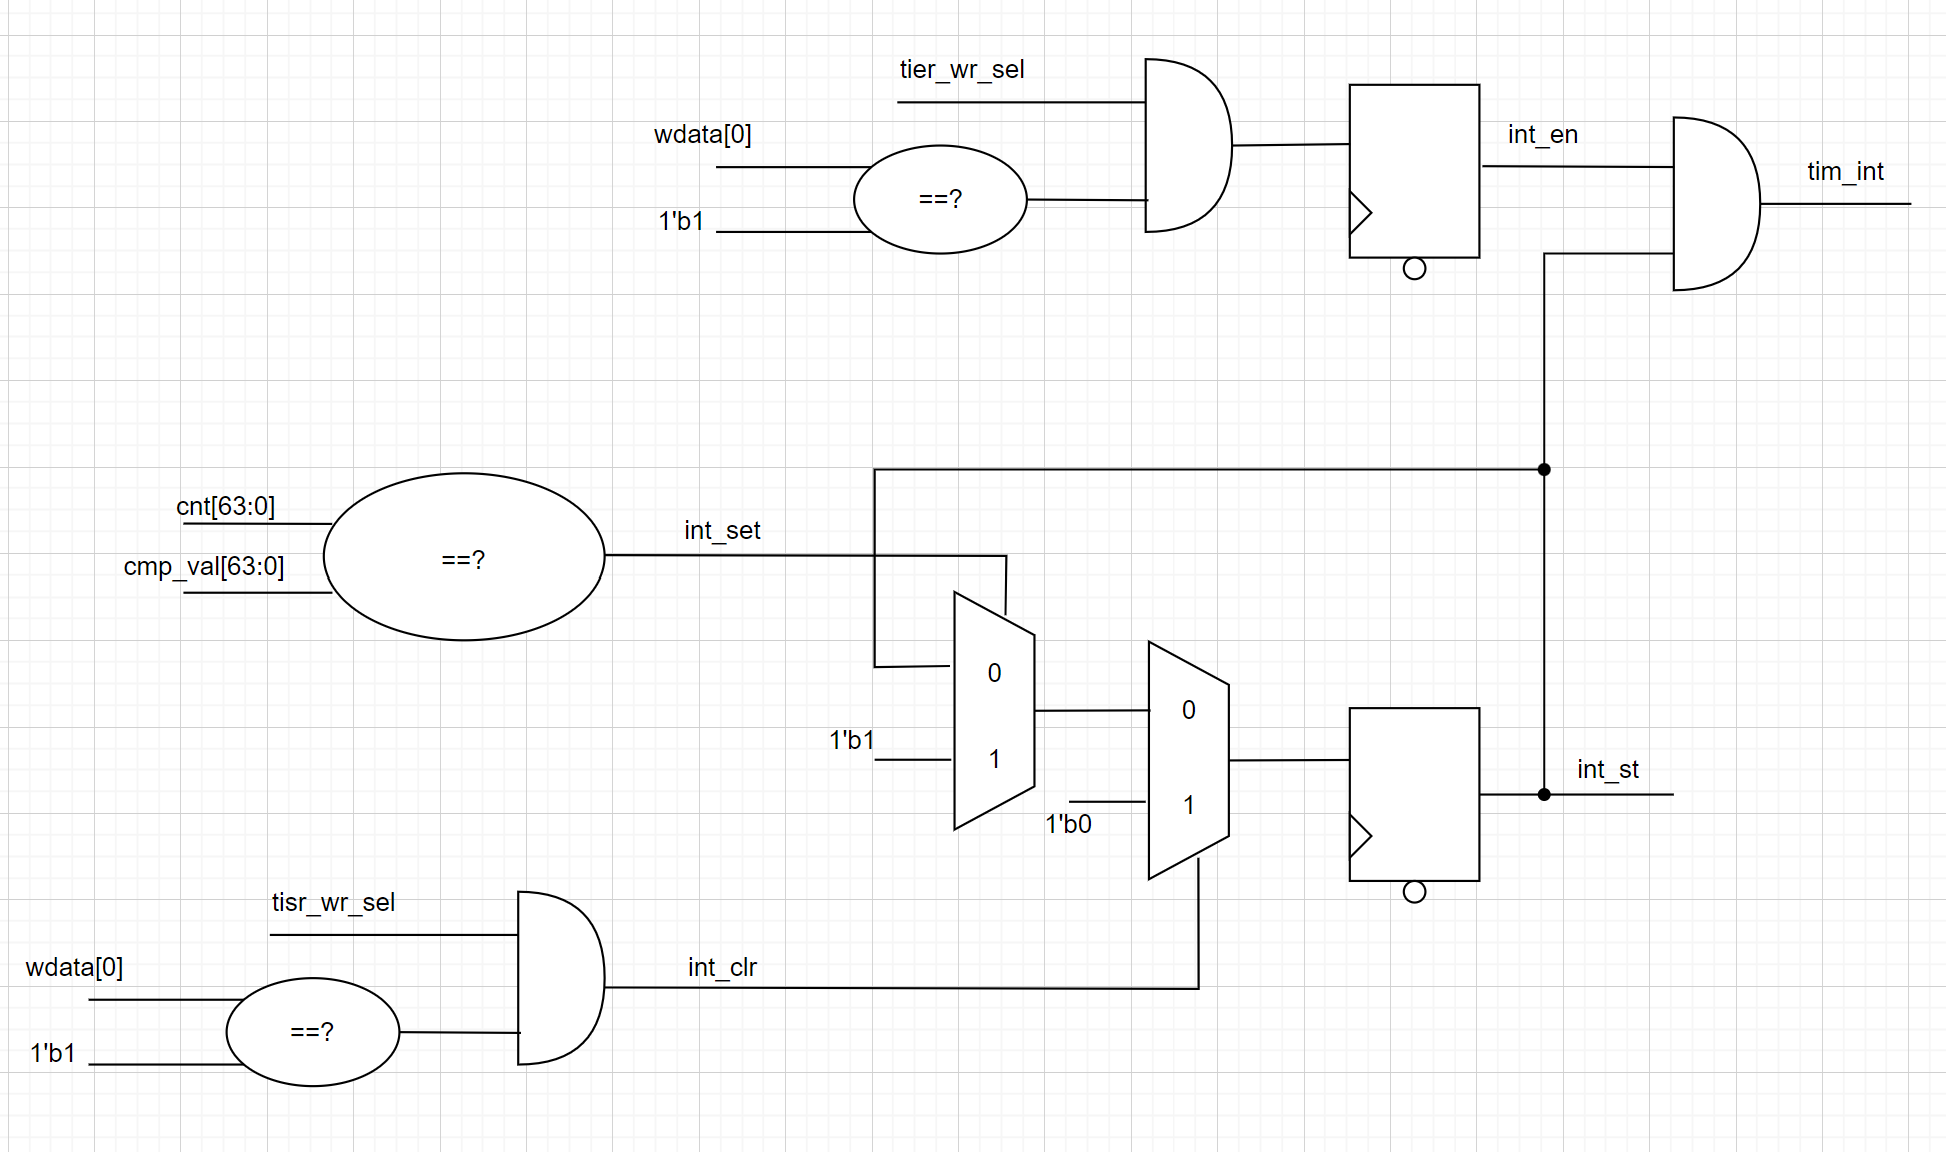 tier_wr_sel
wdata[0]
==?
1'b1
int_en
tim_int
cnt[63:0]
cmp_val[63:0]
==?
int_set
0
1'b1
1
0
1'b0
1
int_st
tisr_wr_sel
wdata[0]
==?
1'b1
int_clr